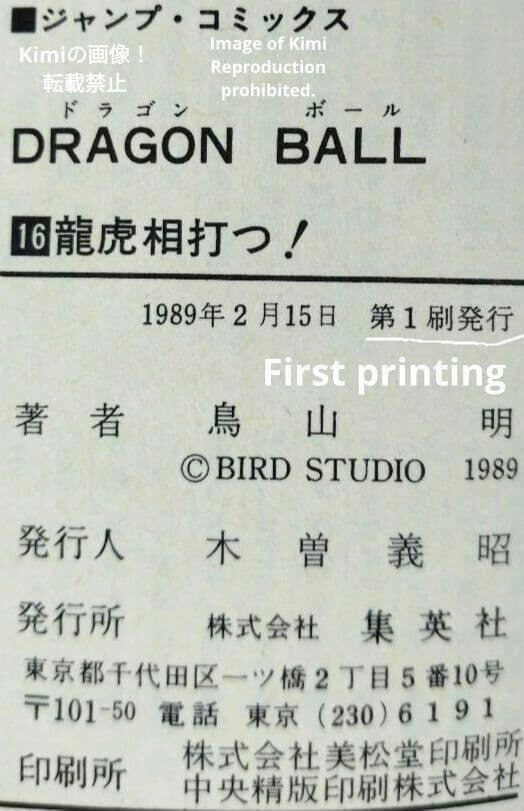 ■ジャンプ・コミックス
Kimiの画像！
転載禁止
Image of Kimi
Reproduction
prohibited.
ドラゴン ボール
DRAGON BALL
16 龍虎相打つ！
1989年2月15日 第1刷発行
First printing
著者 鳥山 明
©BIRD STUDIO 1989
発行人 木曽義昭
発行所 株式会社 集英社
東京都千代田区一ツ橋2丁目5番10号
〒101-50 電話 東京 (230) 6191
印刷所 株式会社美松堂印刷所
中央精版印刷株式会社